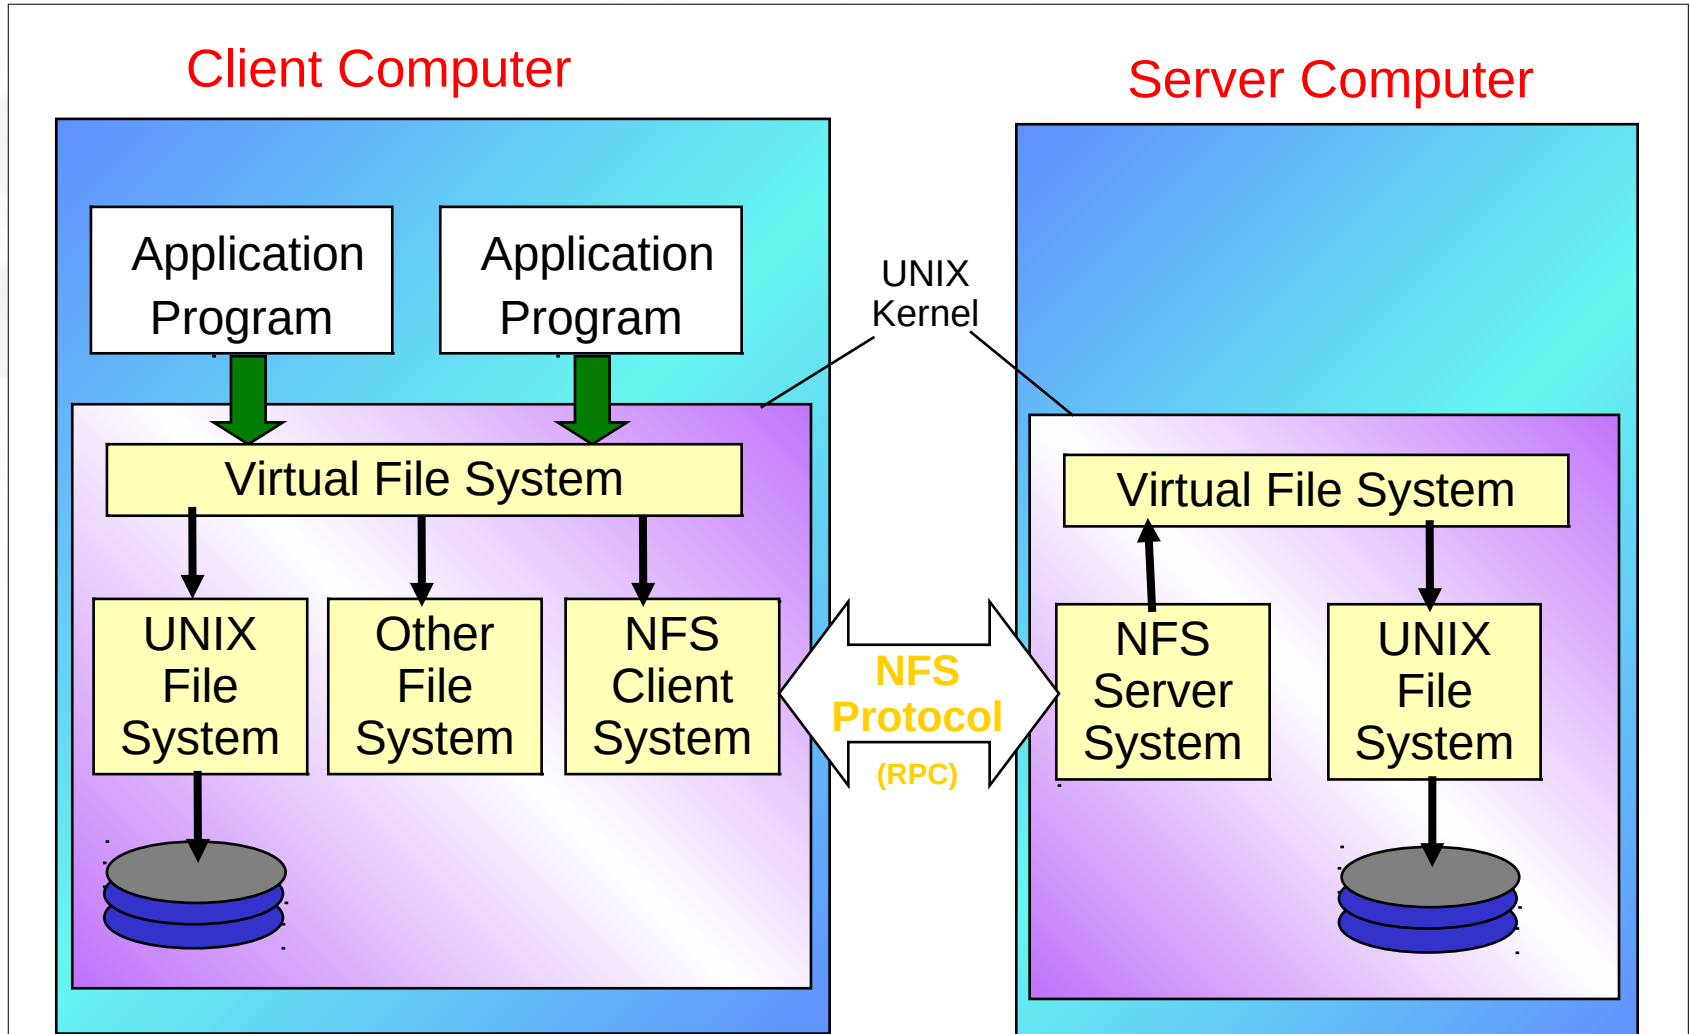 Client Computer
Server Computer
Application
Program
Application
Program
UNIX
Kernel
Virtual File System
Virtual File System
UNIX
File
System
Other
File
System
NFS
Client
System
NFS
Protocol
(RPC)
NFS
Server
System
UNIX
File
System